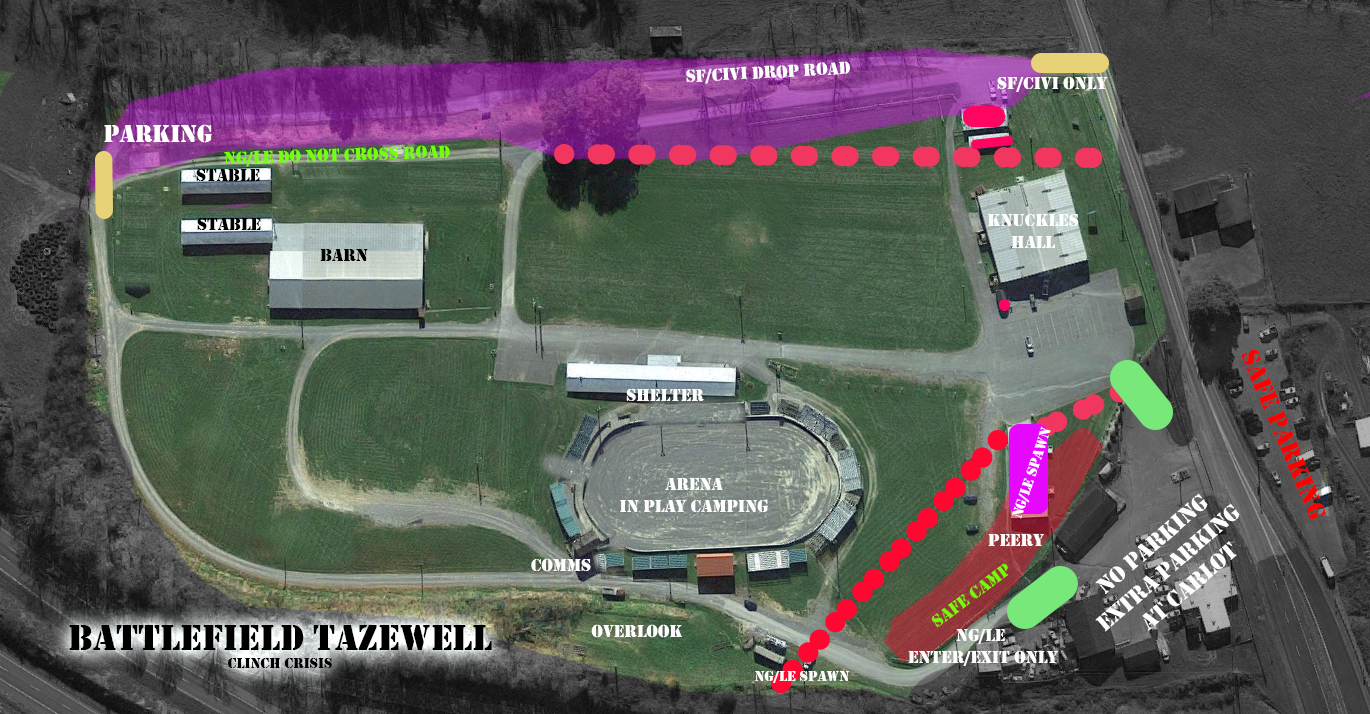 SF/CIVI DROP ROAD
SF/CIVI ONLY
PARKING
NG/LE DO NOT CROSS ROAD
STABLE
STABLE
BARN
KNUCKLES
HALL
SHELTER
SAFE PARKING
NG/LE SPAWN
ARENA
IN PLAY CAMPING
PEERY
COMMS
SAFE CAMP
NO PARKING
EXTRA PARKING
AT CARLOT
OVERLOOK
NG/LE
ENTER/EXIT ONLY
BATTLEFIELD TAZEWELL
CLINCH CRISIS
NG/LE SPAWN